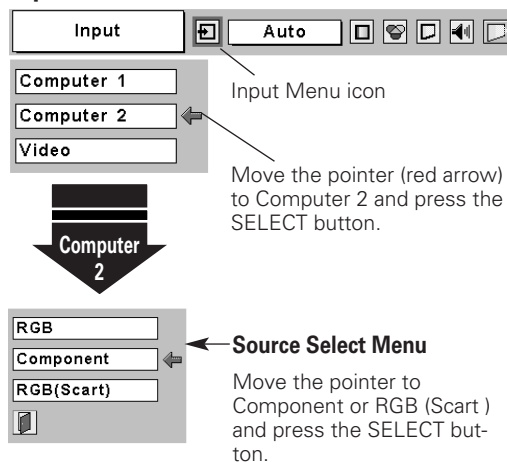 Input
Auto
Computer 1
Computer 2
Video
Input Menu icon
Move the pointer (red arrow)
to Computer 2 and press the
SELECT button.
Computer
2
RGB
Component
RGB(Scart)
Source Select Menu
Move the pointer to
Component or RGB (Scart )
and press the SELECT but-
ton.